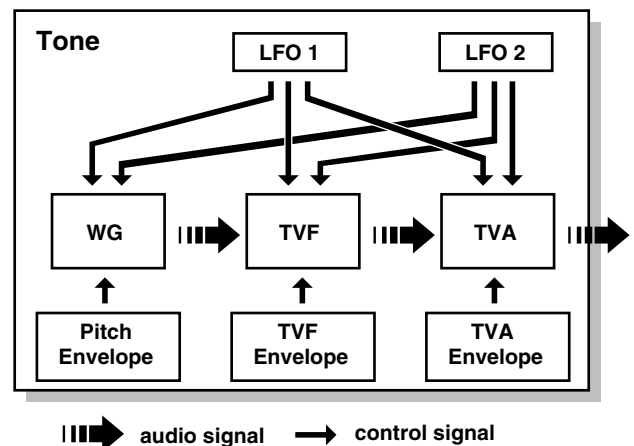 Tone
LFO 1
LFO 2
WG
TVF
TVA
Pitch
Envelope
TVF
Envelope
TVA
Envelope
audio signal
control signal